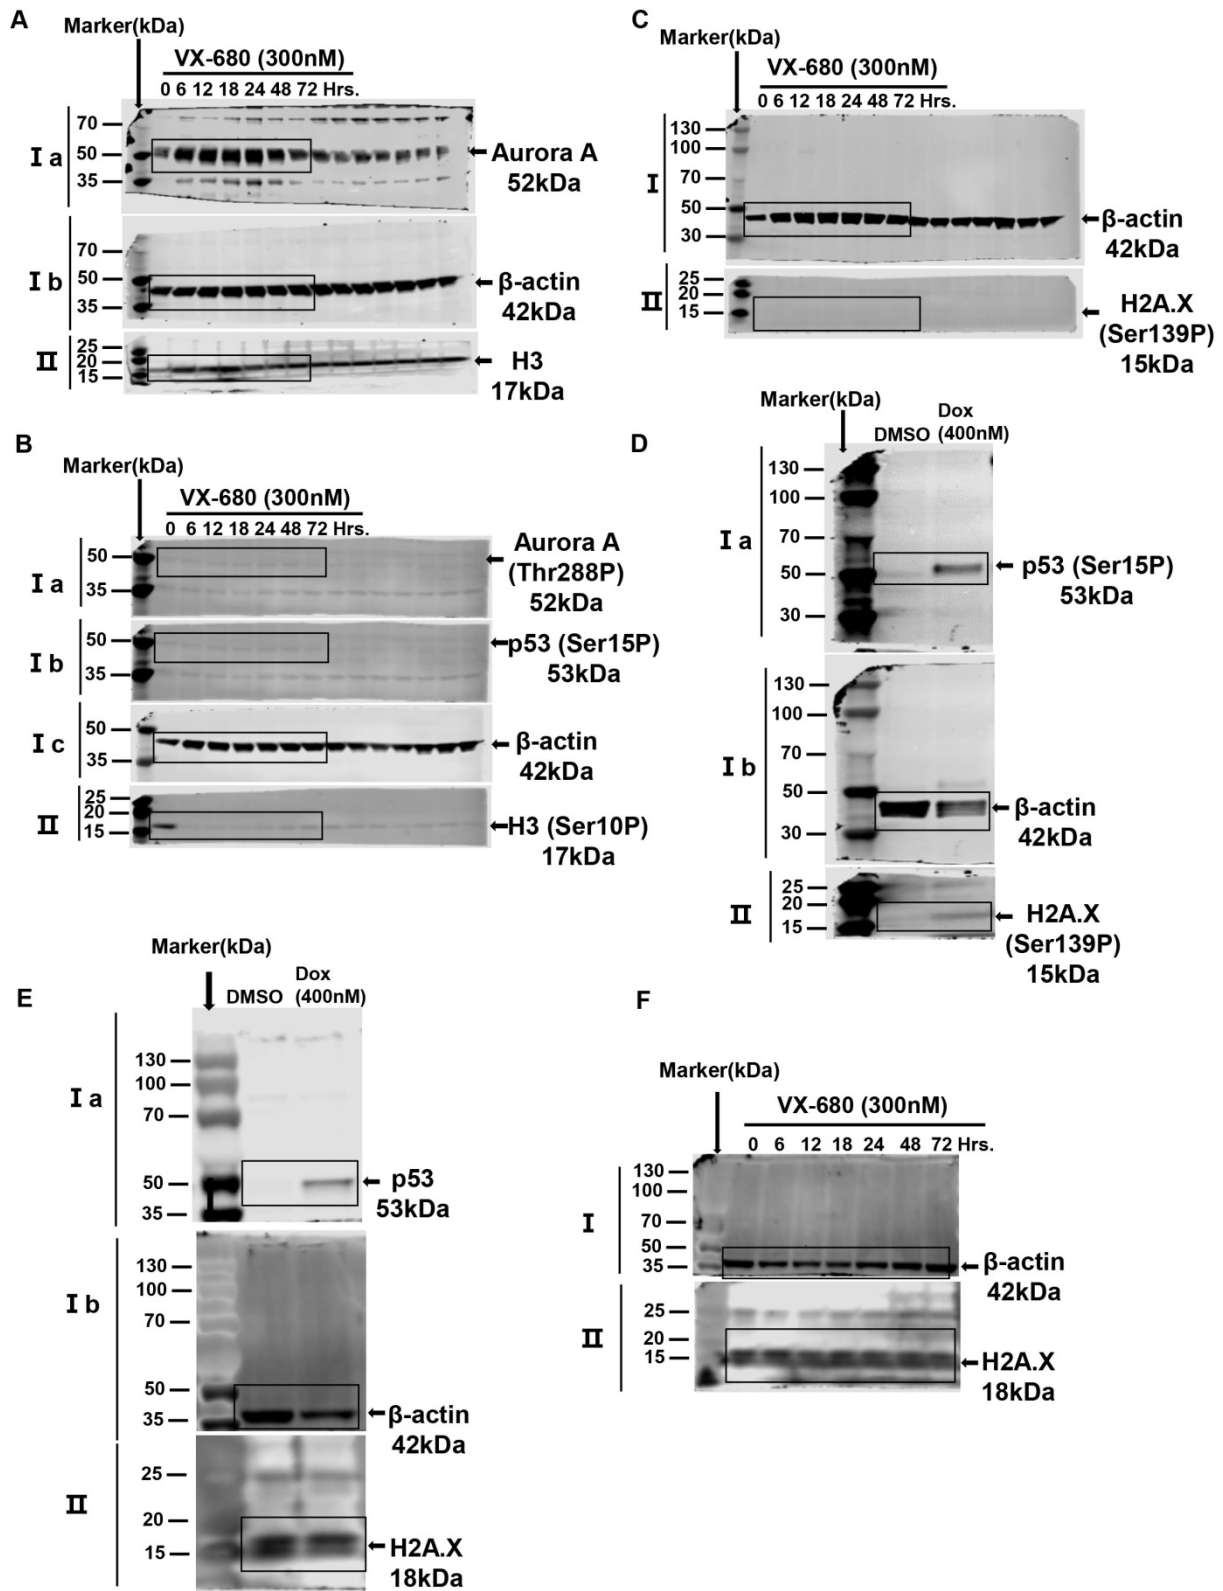 A
Marker(kDa)
VX-680 (300nM)
0 6 12 18 24 48 72 Hrs.
I a
70
50
35
Aurora A
52kDa
I b
70
50
35
β-actin
42kDa
II
25
20
15
H3
17kDa
B
Marker(kDa)
VX-680 (300nM)
0 6 12 18 24 48 72 Hrs.
I a
50
35
Aurora A
(Thr288P)
52kDa
I b
50
35
p53 (Ser15P)
53kDa
I c
50
35
β-actin
42kDa
II
25
20
15
H3 (Ser10P)
17kDa
C
Marker(kDa)
VX-680 (300nM)
0 6 12 18 24 48 72 Hrs.
I
130
100
70
50
30
β-actin
42kDa
II
25
20
15
H2A.X
(Ser139P)
15kDa
D
Marker(kDa)
DMSO
Dox
(400nM)
I a
130
100
70
50
30
p53 (Ser15P)
53kDa
I b
130
100
70
50
30
β-actin
42kDa
II
25
20
15
H2A.X
(Ser139P)
15kDa
E
Marker(kDa)
DMSO
Dox
(400nM)
I a
130
100
70
50
35
p53
53kDa
I b
130
100
70
50
35
β-actin
42kDa
II
25
20
15
H2A.X
18kDa
F
Marker(kDa)
VX-680 (300nM)
0 6 12 18 24 48 72 Hrs.
I
130
100
70
50
35
β-actin
42kDa
II
25
20
15
H2A.X
18kDa